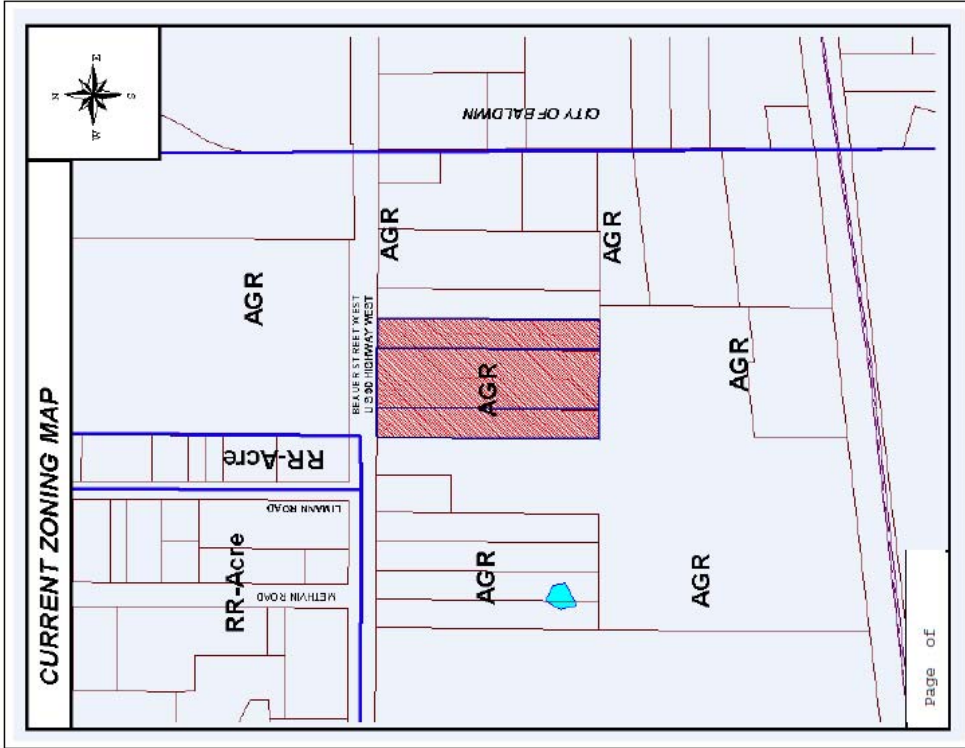 CURRENT ZONING MAP
N
W
E
S
RR-Acre
RR-Acre
AGR
METHVIN ROAD
LIMANN ROAD
BEAVER STREET WEST
U S 90 HIGHWAY WEST
AGR
AGR
AGR
CITY OF BALDWIN
AGR
AGR
AGR
Page of